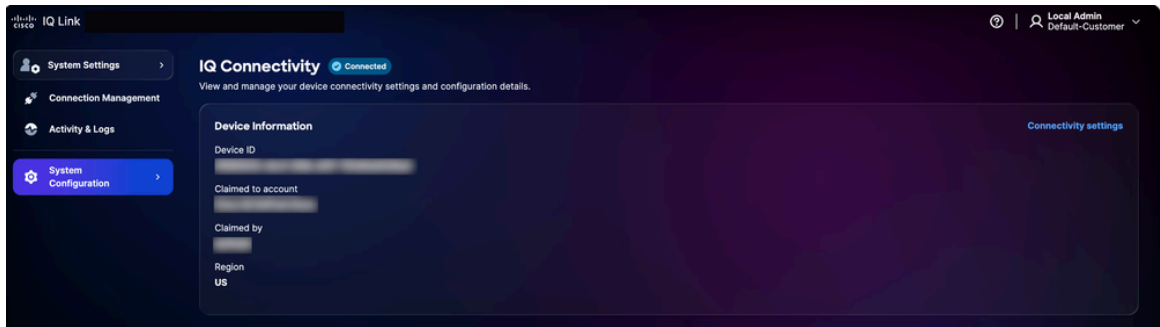 cisco IQ Link
Local Admin
Default-Customer
System Settings
Connection Management
Activity & Logs
System
Configuration
IQ Connectivity
Connected
View and manage your device connectivity settings and configuration details.
Device Information
Connectivity settings
Device ID
Claimed to account
Claimed by
Region
US